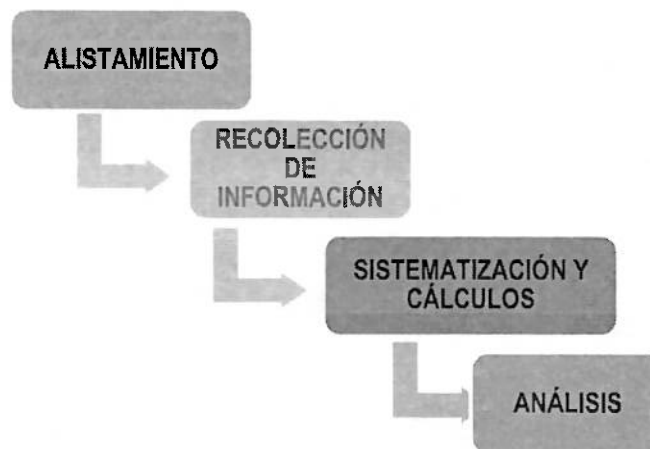 ALISTAMIENTO
RECOLECCIÓN
DE
INFORMACIÓN
SISTEMATIZACIÓN Y
CÁLCULOS
ANÁLISIS